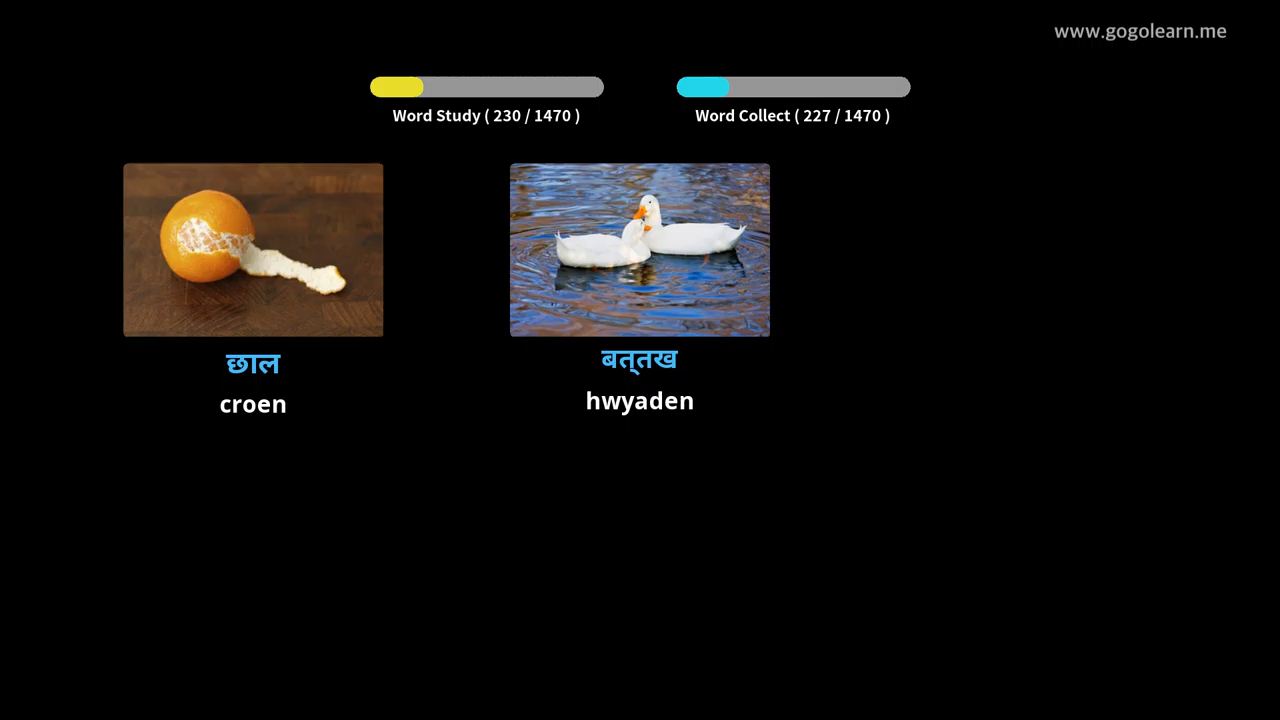 www.gogolearn.me
Word Study ( 230 / 1470 )
Word Collect ( 227 / 1470 )
छाल
बत्तख
croen
hwyaden